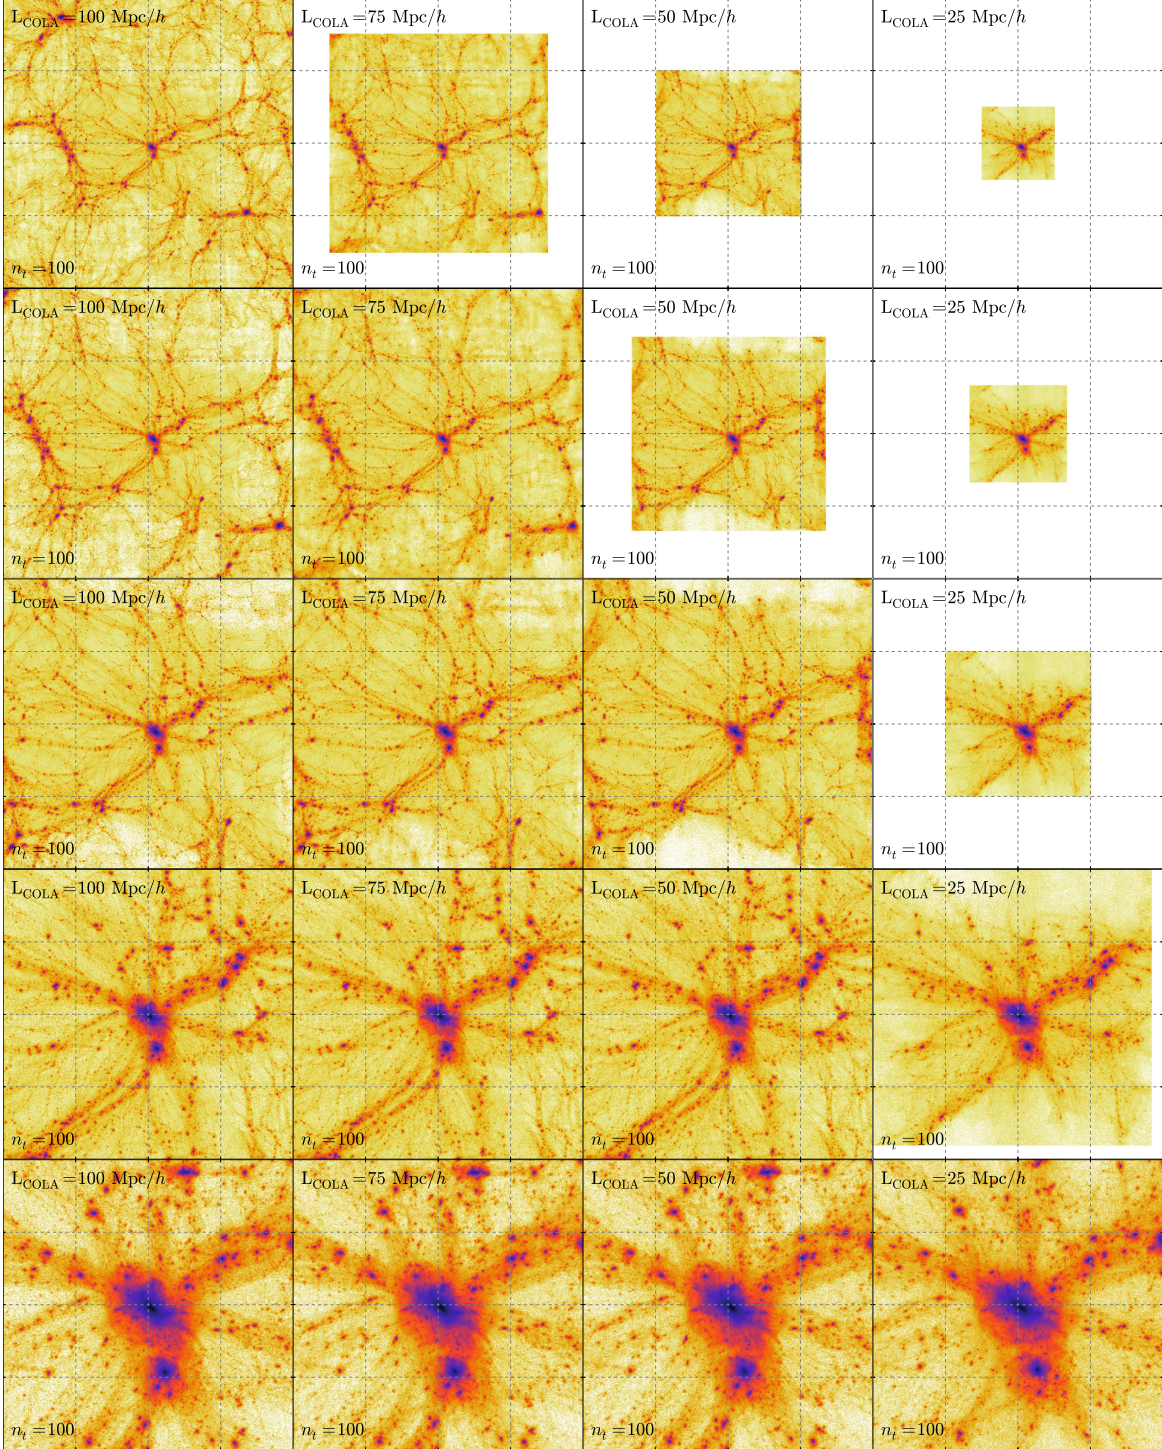 L_COLA=100 Mpc/h
L_COLA=75 Mpc/h
L_COLA=50 Mpc/h
L_COLA=25 Mpc/h
n_t=100
n_t=100
n_t=100
n_t=100
L_COLA=100 Mpc/h
L_COLA=75 Mpc/h
L_COLA=50 Mpc/h
L_COLA=25 Mpc/h
n_t=100
n_t=100
n_t=100
n_t=100
L_COLA=100 Mpc/h
L_COLA=75 Mpc/h
L_COLA=50 Mpc/h
L_COLA=25 Mpc/h
n_t=100
n_t=100
n_t=100
n_t=100
L_COLA=100 Mpc/h
L_COLA=75 Mpc/h
L_COLA=50 Mpc/h
L_COLA=25 Mpc/h
n_t=100
n_t=100
n_t=100
n_t=100
L_COLA=100 Mpc/h
L_COLA=75 Mpc/h
L_COLA=50 Mpc/h
L_COLA=25 Mpc/h
n_t=100
n_t=100
n_t=100
n_t=100